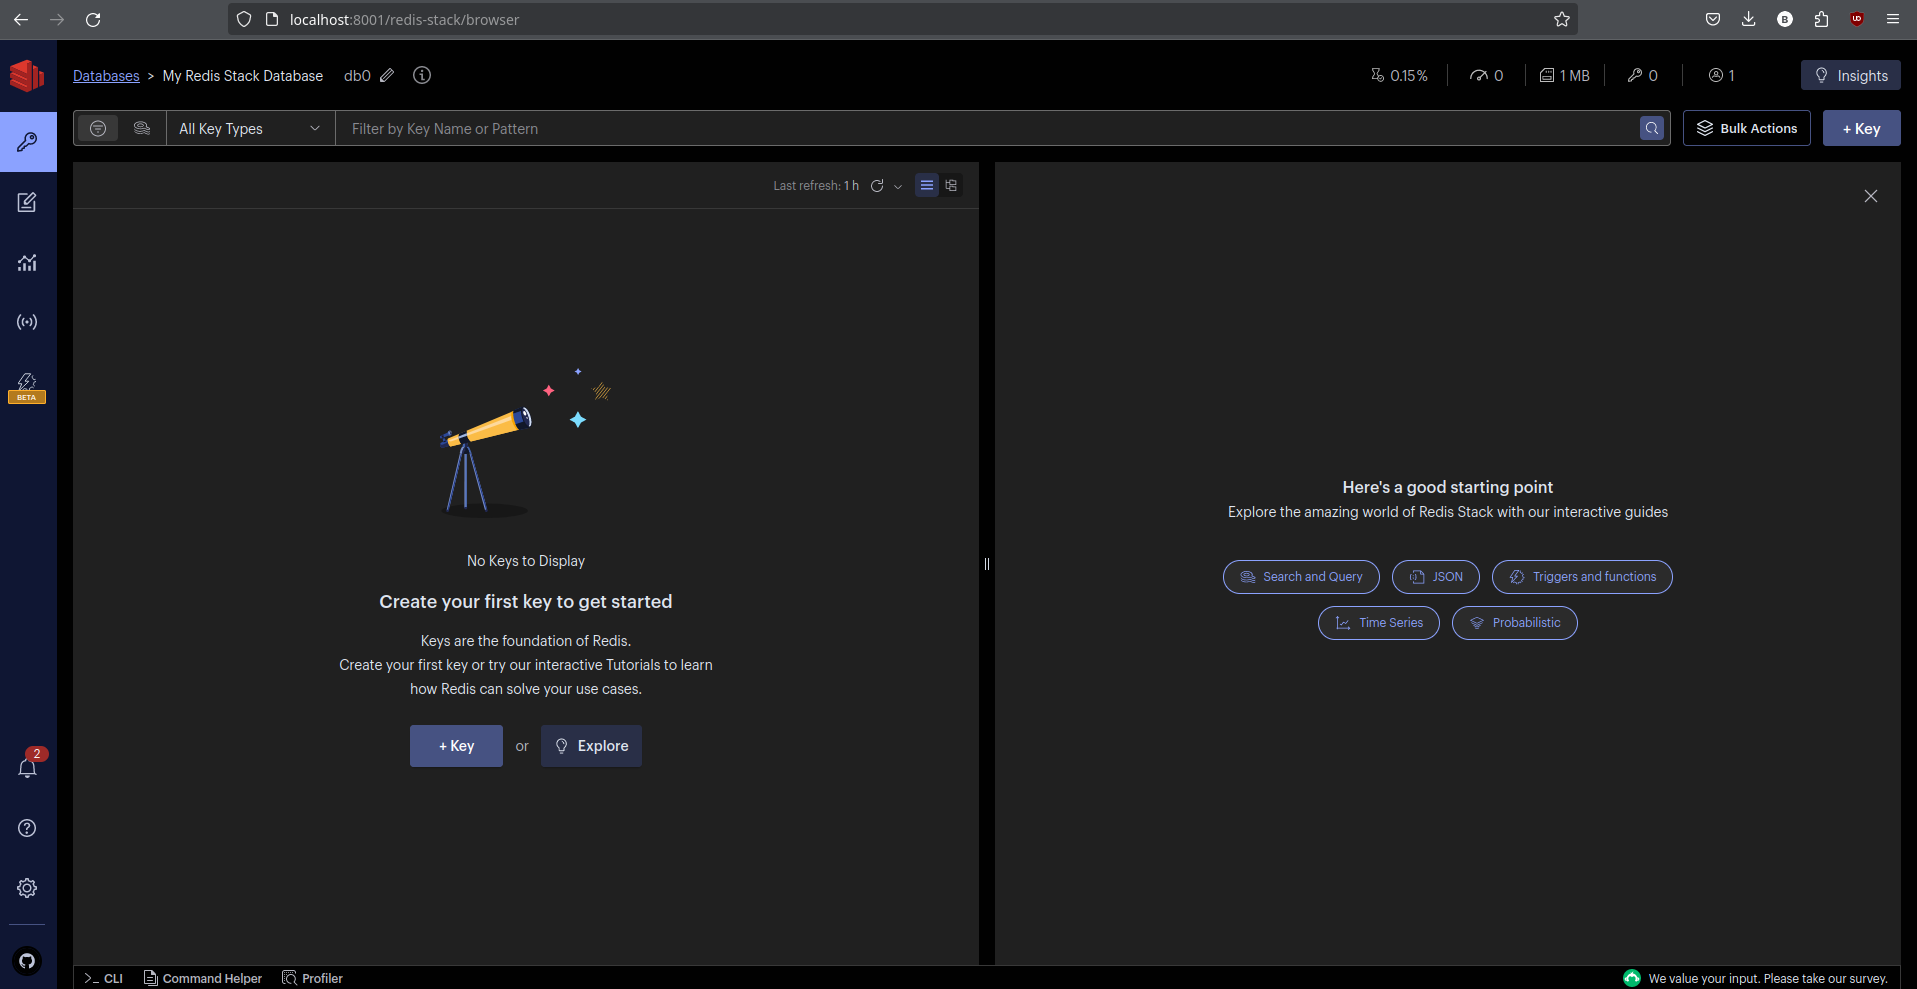 localhost:8001/redis-stack/browser
Databases > My Redis Stack Database db0
0.15% 0 1 MB 0 1 Insights
All Key Types Filter by Key Name or Pattern Bulk Actions + Key
Last refresh: 1 h
BETA
No Keys to Display
Create your first key to get started
Keys are the foundation of Redis.
Create your first key or try our interactive Tutorials to learn
how Redis can solve your use cases.
+ Key or Explore
Here's a good starting point
Explore the amazing world of Redis Stack with our interactive guides
Search and Query JSON Triggers and functions
Time Series Probabilistic
2
>_ CLI Command Helper Profiler
We value your input. Please take our survey.